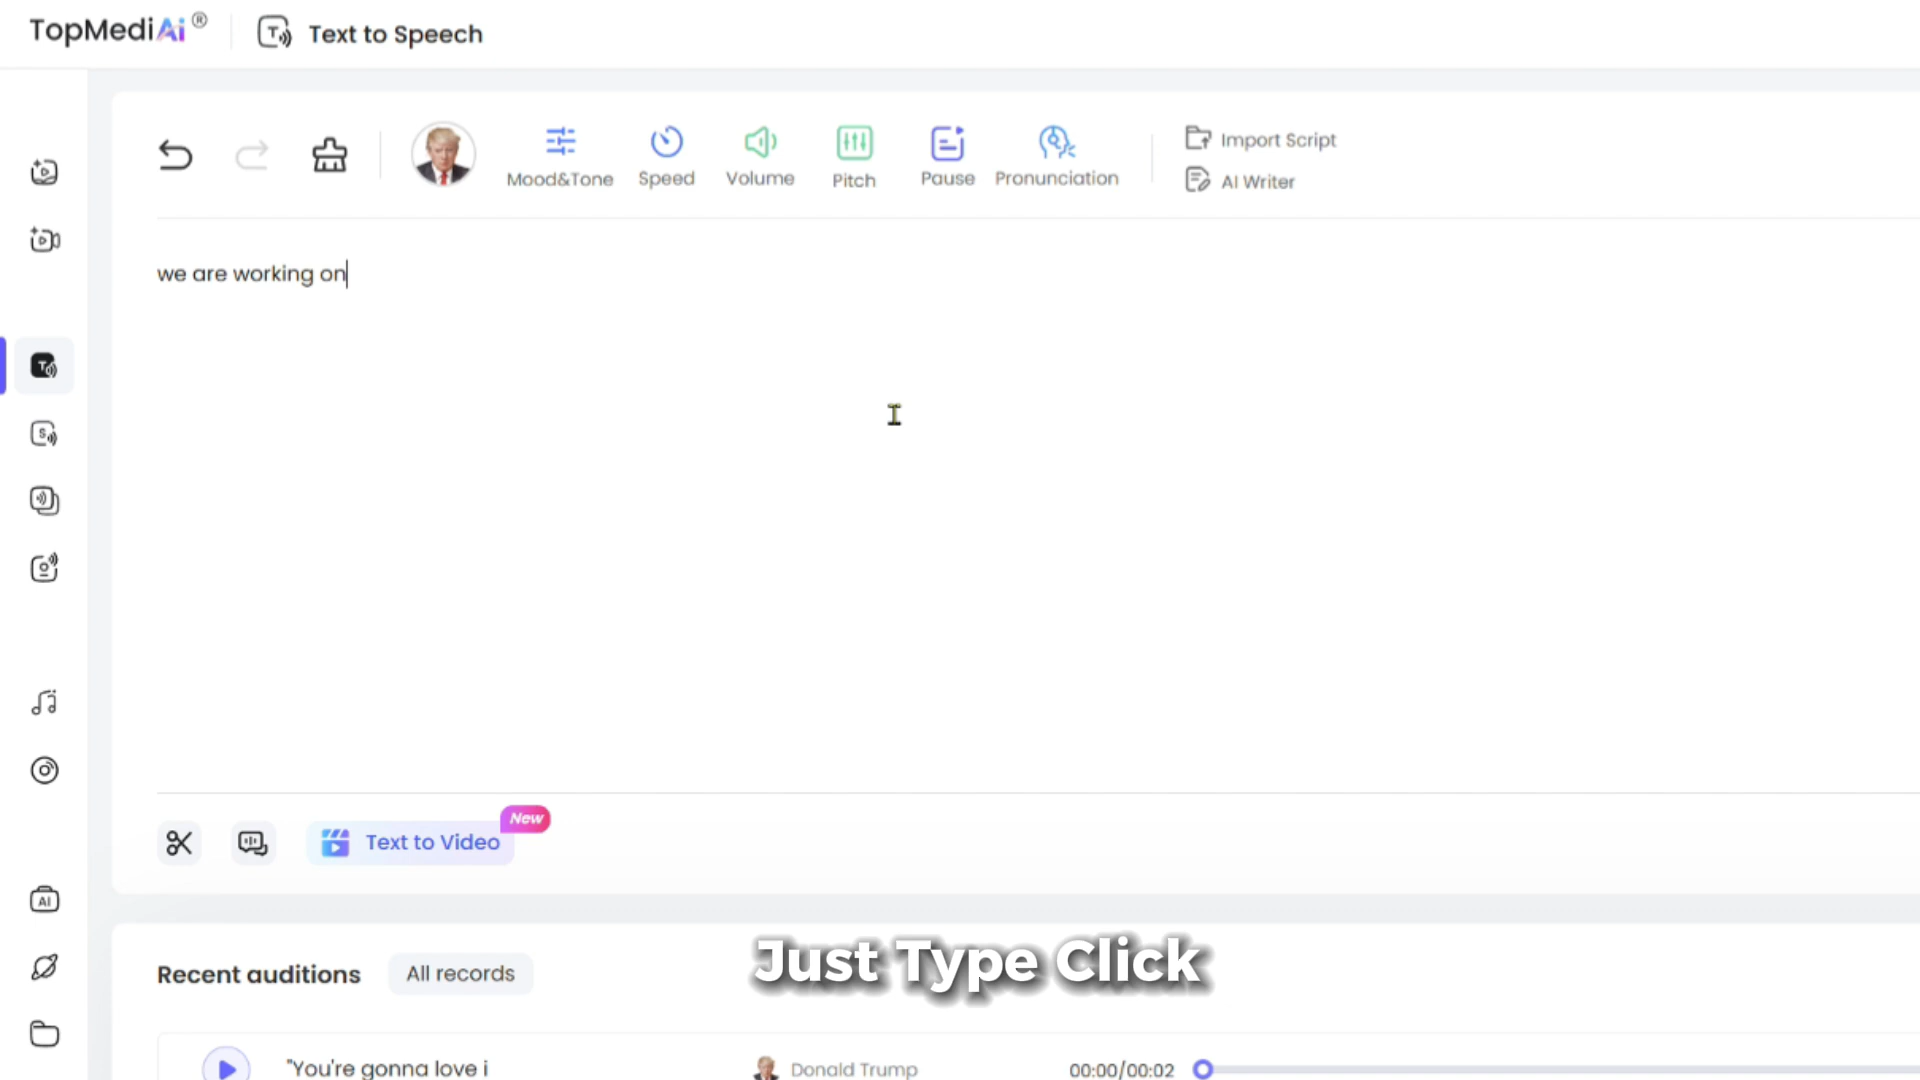 TopMediAi®
Text to Speech
Mood&Tone
Speed
Volume
Pitch
Pause
Pronunciation
Import Script
AI Writer
we are working on
New
Text to Video
Recent auditions
All records
Just Type Click
"You're gonna love i
Donald Trump
00:00/00:02